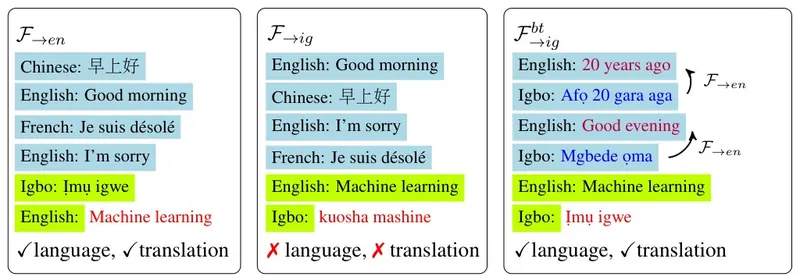 F→en
Chinese: 早上好
English: Good morning
French: Je suis désolé
English: I'm sorry
Igbo: Ịmụ igwe
English: Machine learning
✓language, ✓translation
F→ig
English: Good morning
Chinese: 早上好
English: I'm sorry
French: Je suis désolé
English: Machine learning
Igbo: kuosha mashine
✗ language, ✗ translation
F^bt→ig
English: 20 years ago
Igbo: Afọ 20 gara aga
F→en
English: Good evening
Igbo: Mgbede ọma
F→en
English: Machine learning
Igbo: Ịmụ igwe
✓language, ✓translation